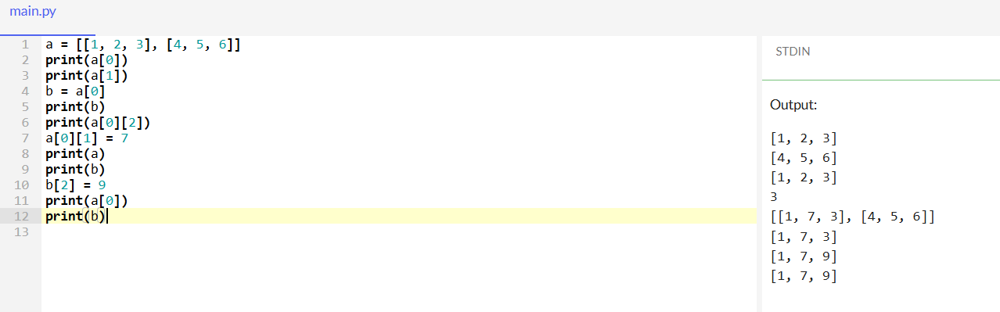 main.py
1 a = [[1, 2, 3], [4, 5, 6]]
2 print(a[0])
3 print(a[1])
4 b = a[0]
5 print(b)
6 print(a[0][2])
7 a[0][1] = 7
8 print(a)
9 print(b)
10 b[2] = 9
11 print(a[0])
12 print(b)
13
STDIN
Output:
[1, 2, 3]
[4, 5, 6]
[1, 2, 3]
3
[[1, 7, 3], [4, 5, 6]]
[1, 7, 3]
[1, 7, 9]
[1, 7, 9]